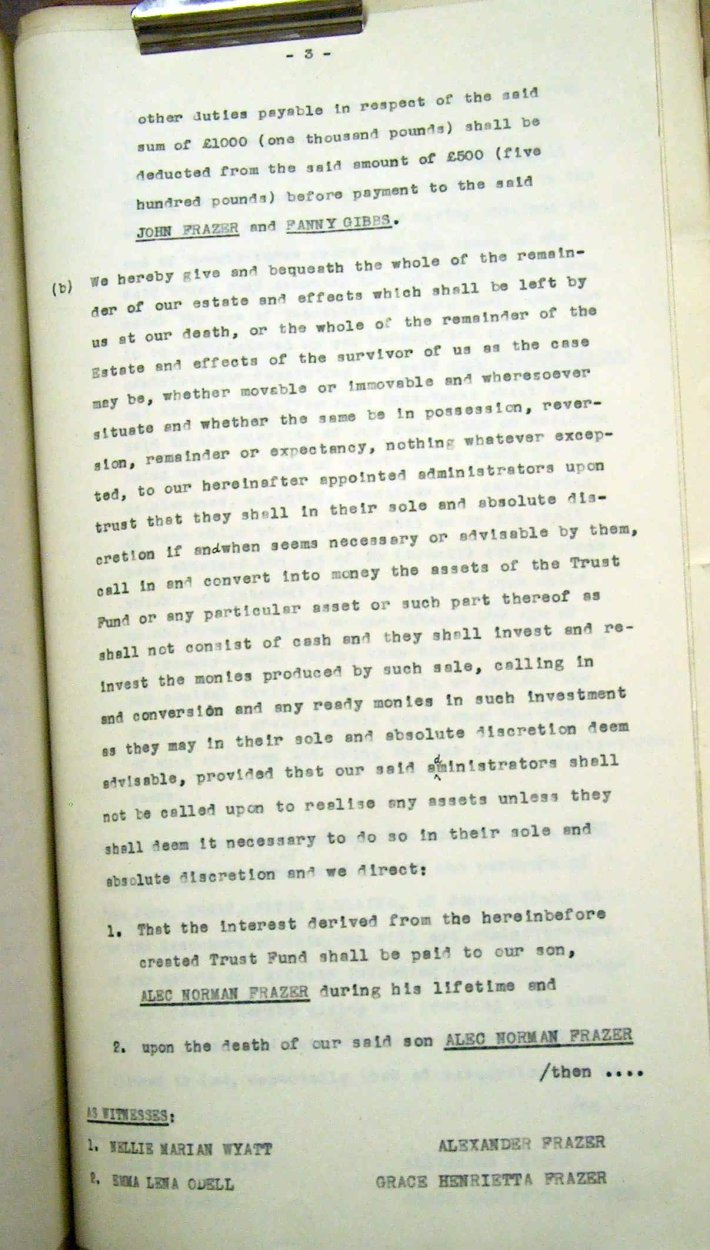 - 3 -
other duties payable in respect of the said
sum of £1000 (one thousand pounds) shall be
deducted from the said amount of £500 (five
hundred pounds) before payment to the said
JOHN FRAZER and FANNY GIBBS.
(b) We hereby give and bequeath the whole of the remain-
der of our estate and effects which shall be left by
us at our death, or the whole of the remainder of the
Estate and effects of the survivor of us as the case
may be, whether movable or immovable and wheresoever
situate and whether the same be in possession, rever-
sion, remainder or expectancy, nothing whatever excep-
ted, to our hereinafter appointed administrators upon
trust that they shall in their sole and absolute dis-
cretion if andwhen seems necessary or advisable by them,
call in and convert into money the assets of the Trust
Fund or any particular asset or such part thereof as
shall not consist of cash and they shall invest and re-
invest the monies produced by such sale, calling in
and conversion and any ready monies in such investment
as they may in their sole and absolute discretion deem
advisable, provided that our said administrators shall
not be called upon to realise any assets unless they
shall deem it necessary to do so in their sole and
absolute discretion and we direct:
1. That the interest derived from the hereinbefore
created Trust Fund shall be paid to our son,
ALEC NORMAN FRAZER during his lifetime and
2. upon the death of our said son ALEC NORMAN FRAZER
/then ....
AS WITNESSES:
1. NELLIE MARIAN WYATT ALEXANDER FRAZER
2. EMMA LENA ODELL GRACE HENRIETTA FRAZER